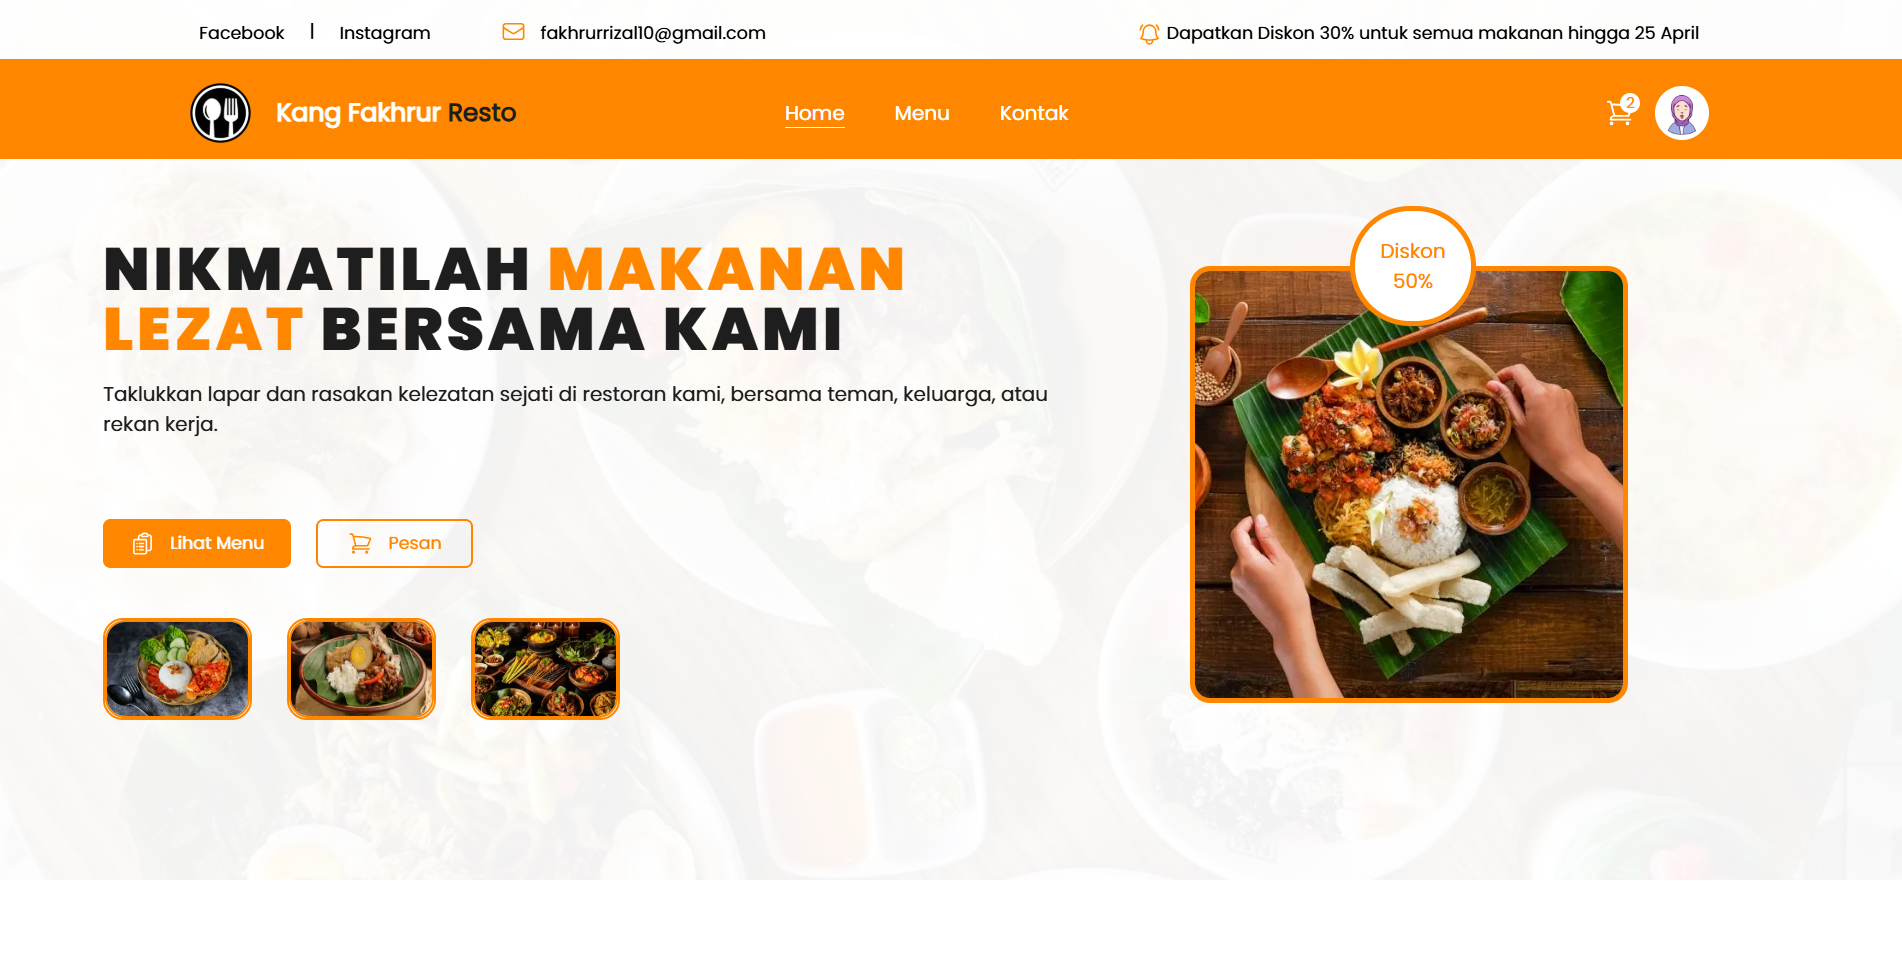 Facebook | Instagram fakhrurrizal10@gmail.com Dapatkan Diskon 30% untuk semua makanan hingga 25 April
Kang Fakhrur Resto Home Menu Kontak 2
NIKMATILAH MAKANAN
LEZAT BERSAMA KAMI
Taklukkan lapar dan rasakan kelezatan sejati di restoran kami, bersama teman, keluarga, atau
rekan kerja.
Lihat Menu Pesan
Diskon
50%